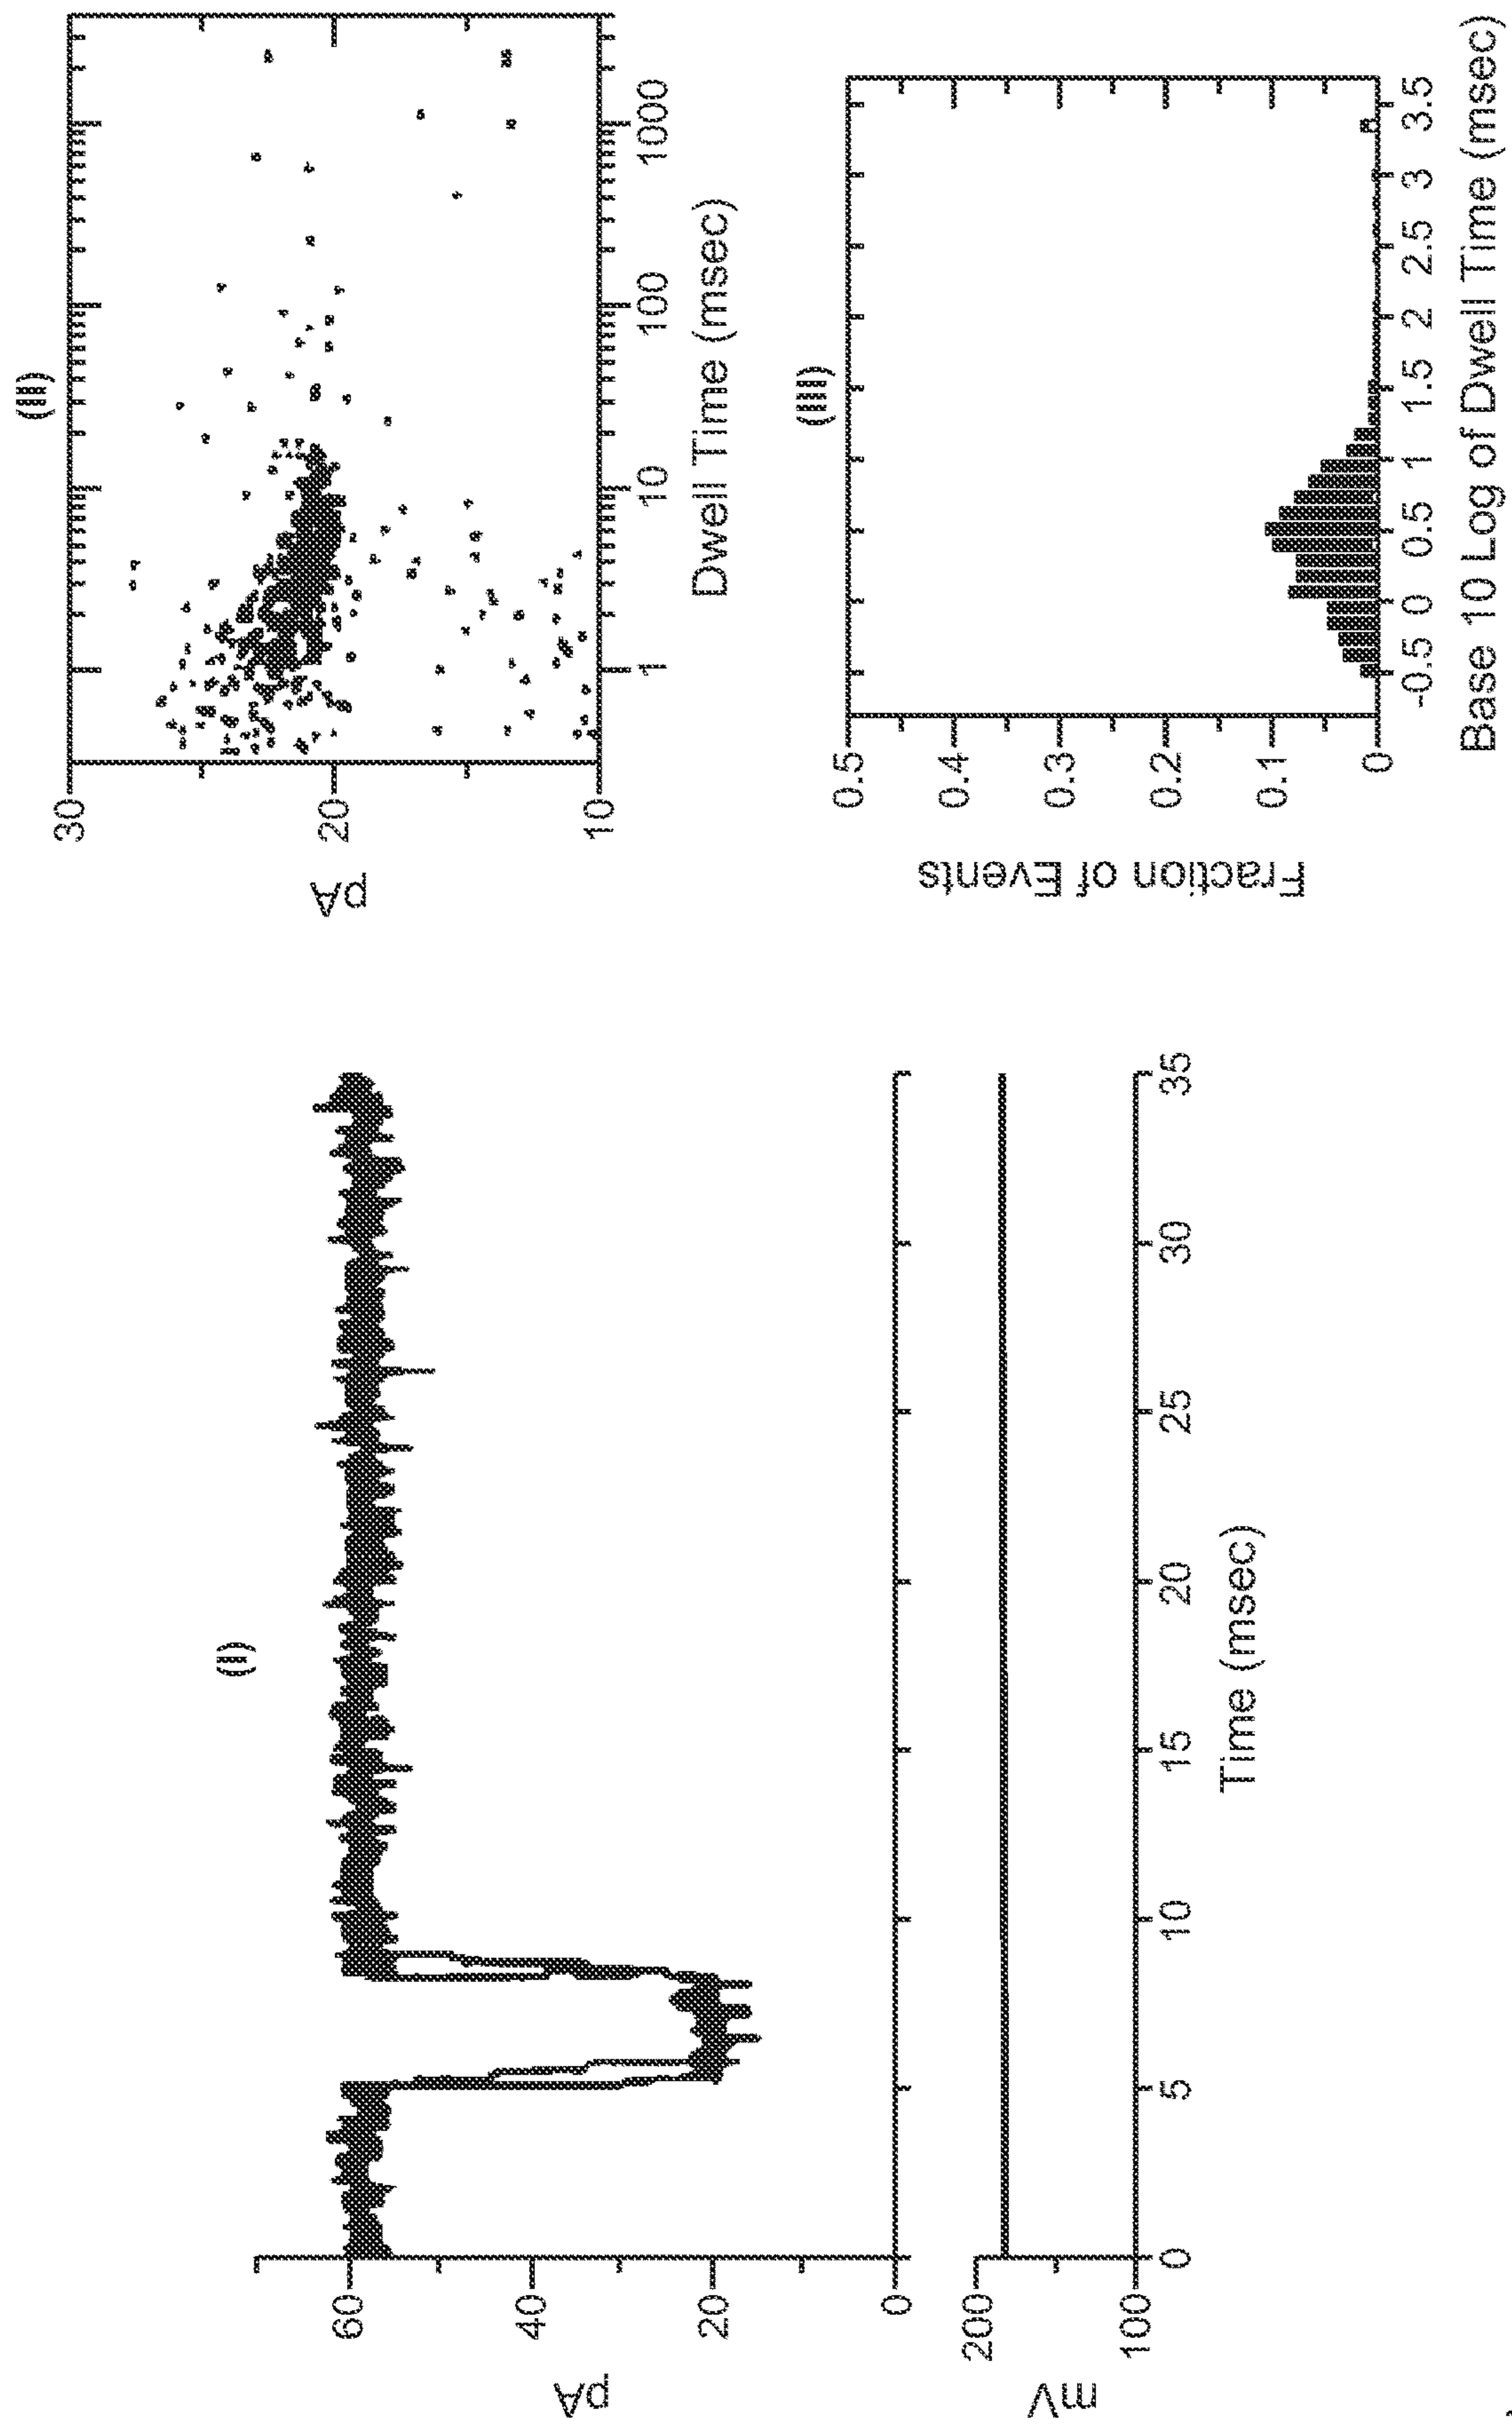 (I)
60
40
20
0
pA
200
100
mV
0 5 10 15 20 25 30 35
Time (msec)
(II)
30
20
10
pA
1 10 100 1000
Dwell Time (msec)
(III)
0.5
0.4
0.3
0.2
0.1
0
Fraction of Events
-0.5 0 0.5 1 1.5 2 2.5 3 3.5
Base 10 Log of Dwell Time (msec)